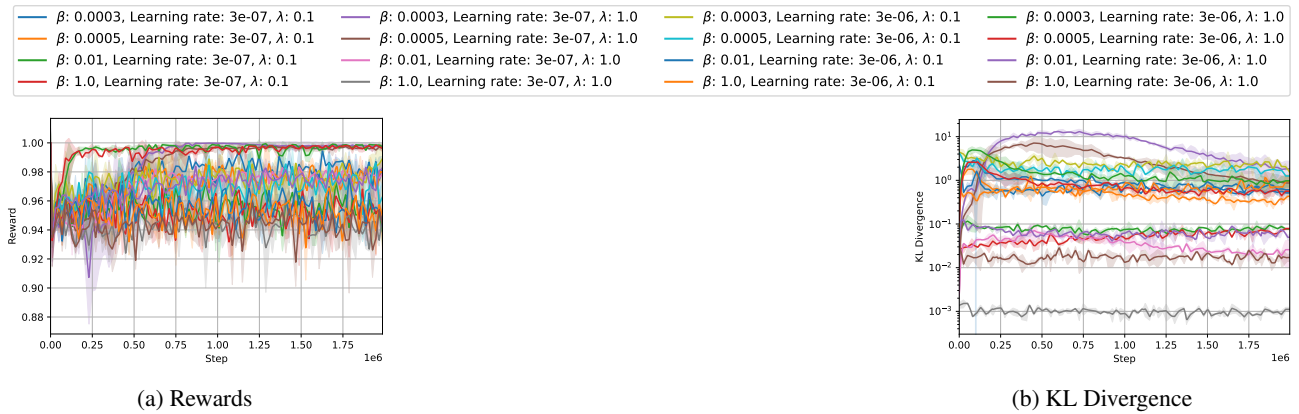 β: 0.0003, Learning rate: 3e-07, λ: 0.1 β: 0.0003, Learning rate: 3e-07, λ: 1.0 β: 0.0003, Learning rate: 3e-06, λ: 0.1 β: 0.0003, Learning rate: 3e-06, λ: 1.0
β: 0.0005, Learning rate: 3e-07, λ: 0.1 β: 0.0005, Learning rate: 3e-07, λ: 1.0 β: 0.0005, Learning rate: 3e-06, λ: 0.1 β: 0.0005, Learning rate: 3e-06, λ: 1.0
β: 0.01, Learning rate: 3e-07, λ: 0.1 β: 0.01, Learning rate: 3e-07, λ: 1.0 β: 0.01, Learning rate: 3e-06, λ: 0.1 β: 0.01, Learning rate: 3e-06, λ: 1.0
β: 1.0, Learning rate: 3e-07, λ: 0.1 β: 1.0, Learning rate: 3e-07, λ: 1.0 β: 1.0, Learning rate: 3e-06, λ: 0.1 β: 1.0, Learning rate: 3e-06, λ: 1.0
1.00
0.98
0.96
0.94
0.92
0.90
0.88
Reward
0.00 0.25 0.50 0.75 1.00 1.25 1.50 1.75
Step
1e6
(a) Rewards
10¹
10⁰
10⁻¹
10⁻²
10⁻³
KL Divergence
0.00 0.25 0.50 0.75 1.00 1.25 1.50 1.75
Step
1e6
(b) KL Divergence